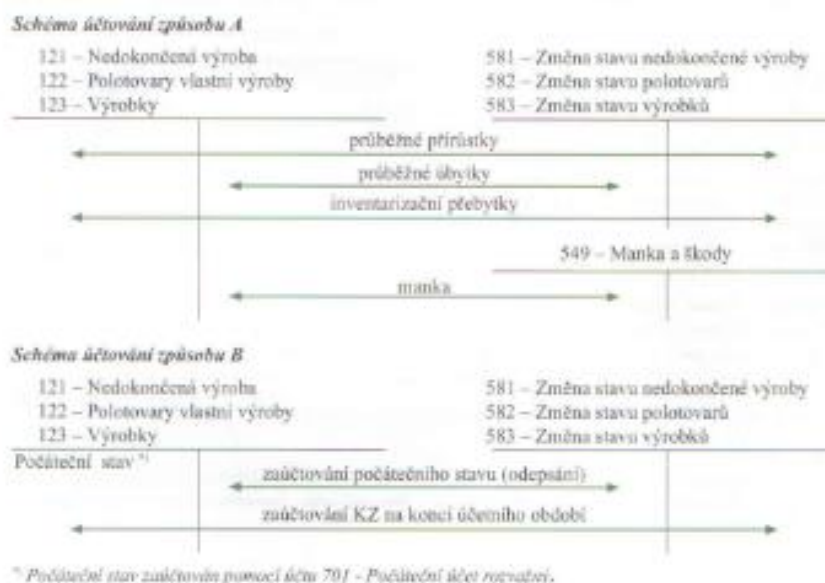 Schéma účtování způsobu A
121 – Nedokončená výroba
122 – Polotovary vlastní výroby
123 – Výrobky
581 – Změna stavu nedokončené výroby
582 – Změna stavu polotovarů
583 – Změna stavu výrobků
průběžné přírůstky
průběžné úbytky
inventarizační přebytky
549 – Manka a škody
manka
Schéma účtování způsobu B
121 – Nedokončená výroba
122 – Polotovary vlastní výroby
123 – Výrobky
581 – Změna stavu nedokončené výroby
582 – Změna stavu polotovarů
583 – Změna stavu výrobků
Počáteční stav *)
zaúčtování počátečního stavu (odepsání)
zaúčtování KZ na konci účetního období
*) Počáteční stav zaúčtován pomocí účtu 701 - Počáteční účet rozvažný.